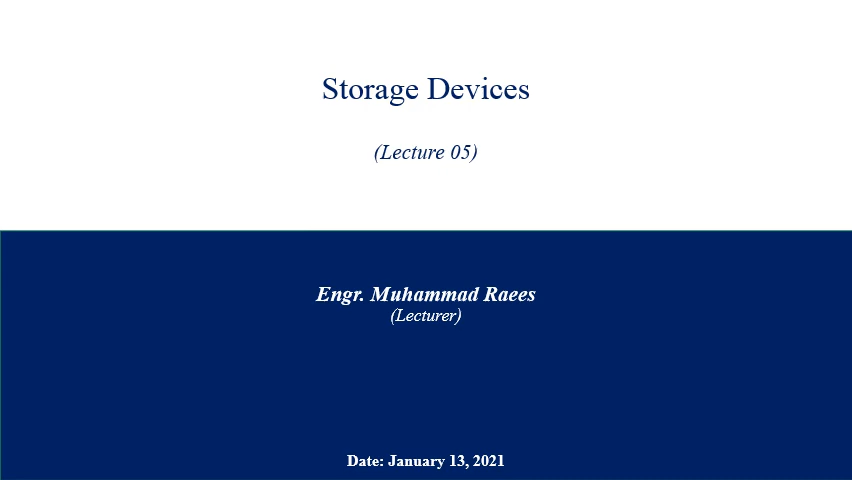 Storage Devices
(Lecture 05)
Engr. Muhammad Raees
(Lecturer)
Date: January 13, 2021